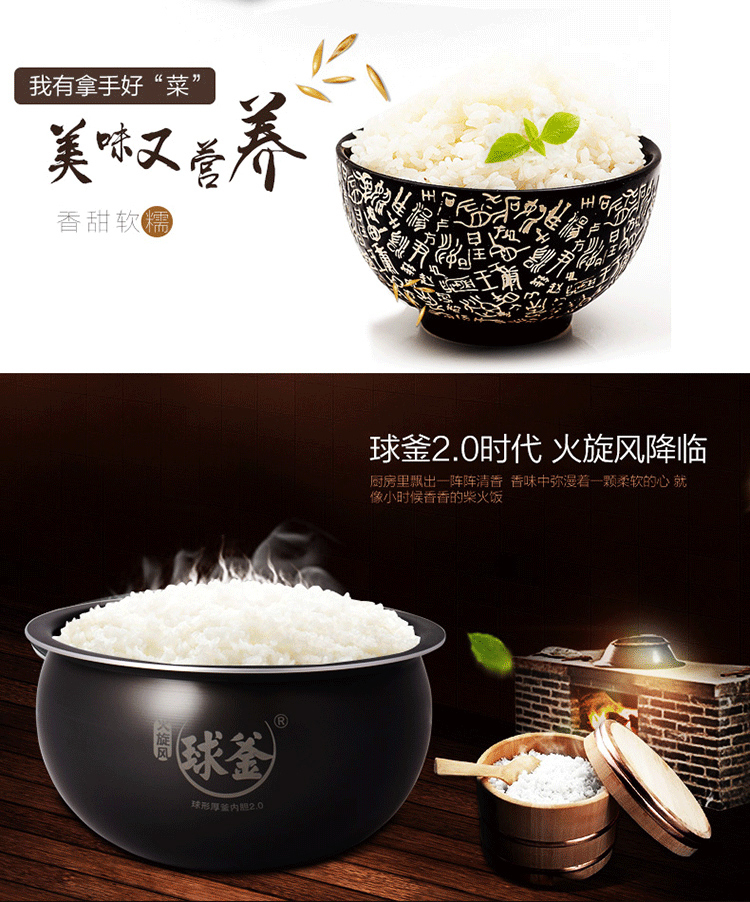 我有拿手好“菜”
美味又营养
香甜软糯
球釜2.0时代 火旋风降临
厨房里飘出一阵阵清香 香味中弥漫着一颗柔软的心 就
像小时候香香的柴火饭
火旋风
球釜®
球形厚釜内胆2.0